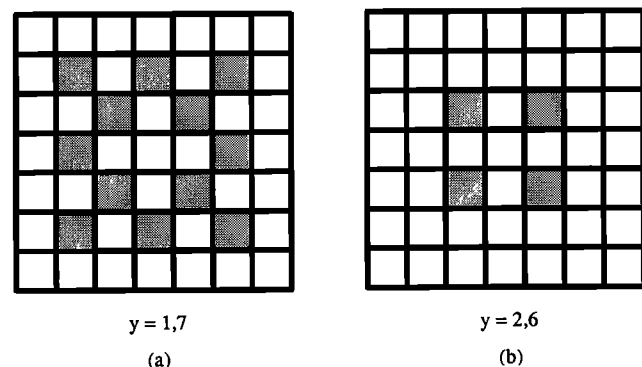 y = 1,7
(a)
y = 2,6
(b)